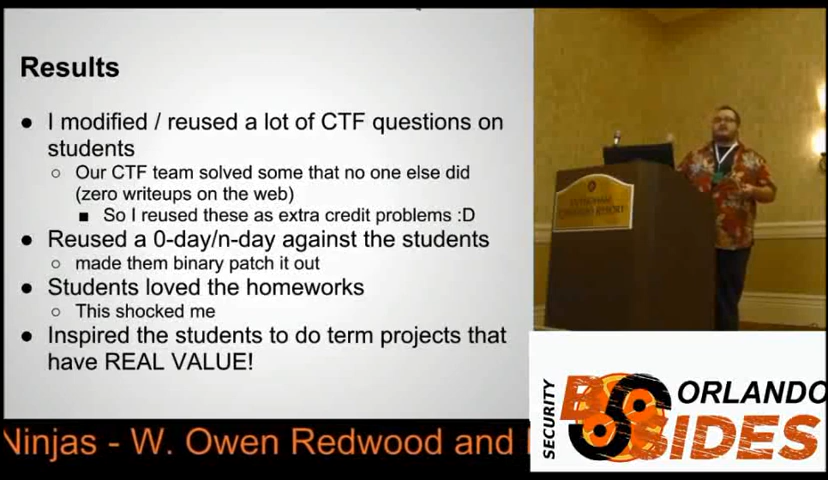 Results
● I modified / reused a lot of CTF questions on
students
○ Our CTF team solved some that no one else did
(zero writeups on the web)
■ So I reused these as extra credit problems :D
● Reused a 0-day/n-day against the students
○ made them binary patch it out
● Students loved the homeworks
○ This shocked me
● Inspired the students to do term projects that
have REAL VALUE!
SECURITY
BSIDES
ORLANDO
Ninjas - W. Owen Redwood and